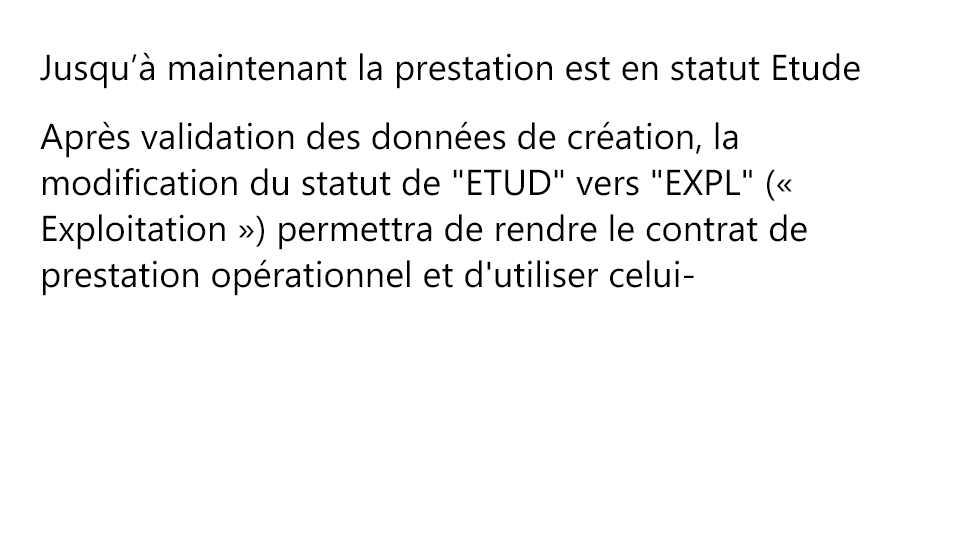 Jusqu’à maintenant la prestation est en statut Etude
Après validation des données de création, la
modification du statut de "ETUD" vers "EXPL" («
Exploitation ») permettra de rendre le contrat de
prestation opérationnel et d'utiliser celui-